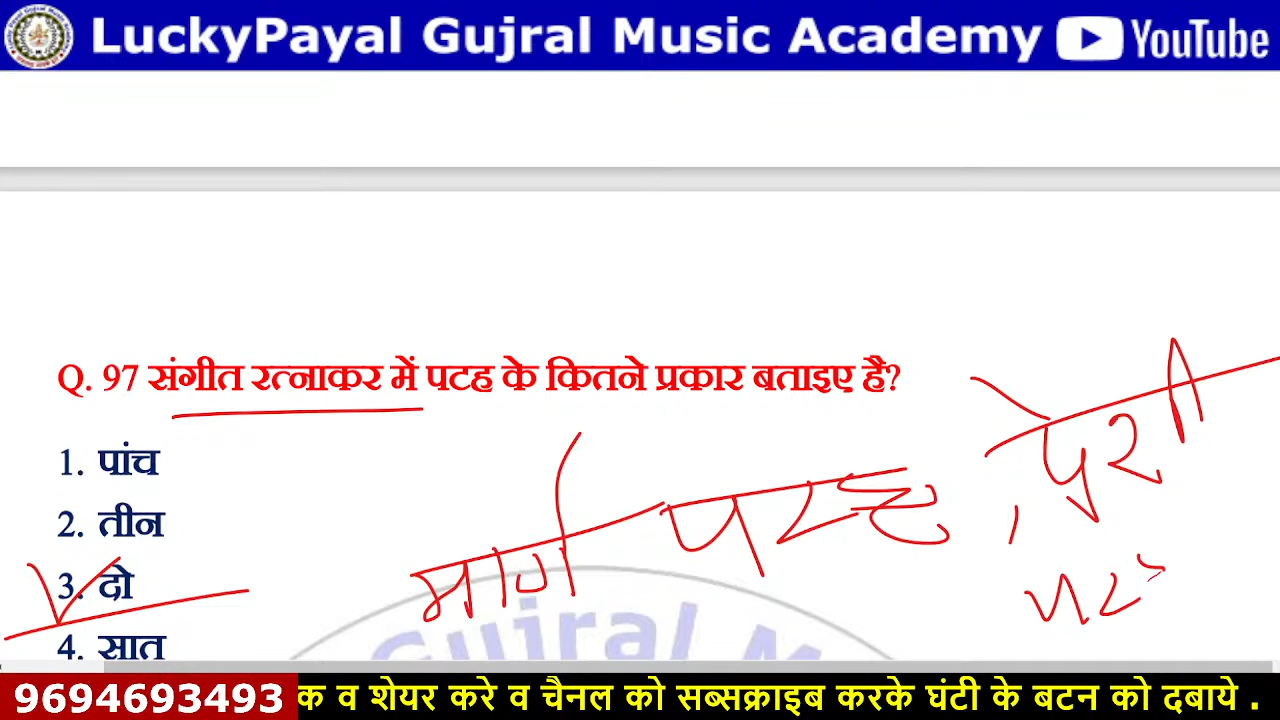 LuckyPayal Gujral Music Academy YouTube
Q. 97 संगीत रत्नाकर में पटह के कितने प्रकार बताइए हैं?
1. पांच
2. तीन
3. दो
4. सात
मार्ग पटह ,
Gujral M
9694693493 क व शेयर करे व चैनल को सब्सक्राइब करके घंटी के बटन को दबाये .